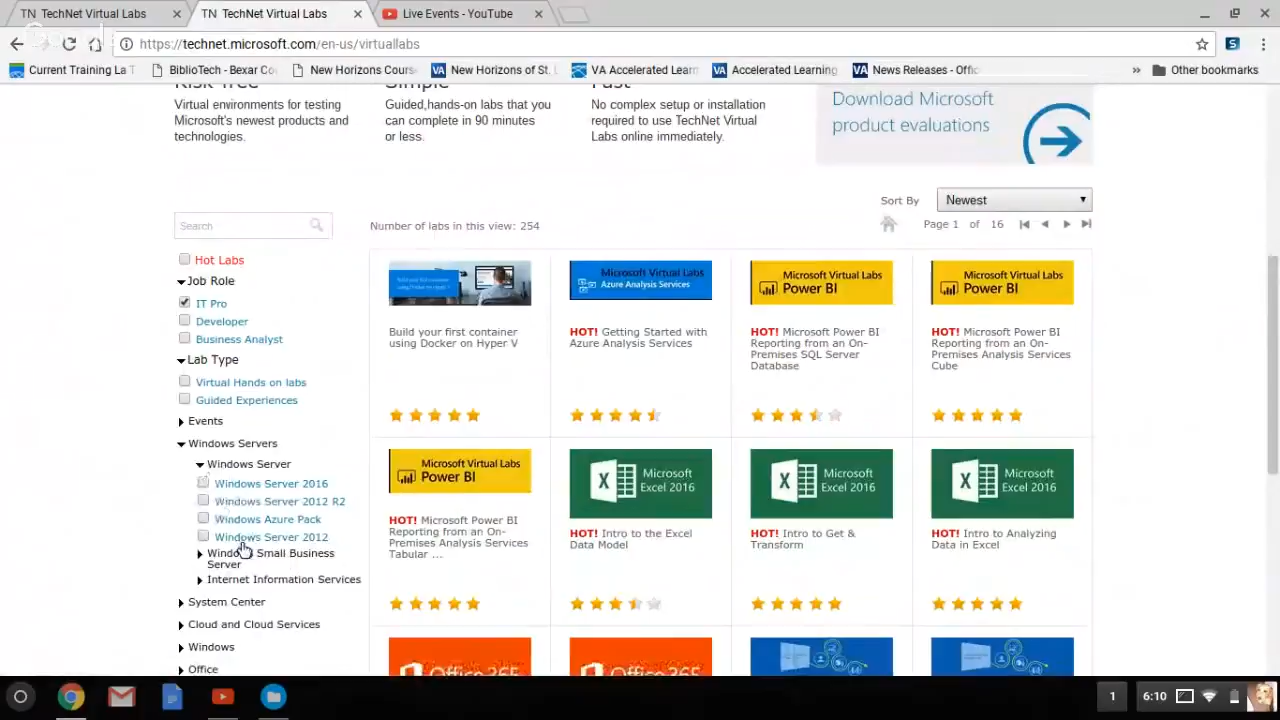 TN TechNet Virtual Labs
TN TechNet Virtual Labs
Live Events - YouTube
https://technet.microsoft.com/en-us/virtuallabs
Current Training La
BiblioTech - Bexar Co
New Horizons Cours
New Horizons of St. L
VA Accelerated Learn
Accelerated Learning
News Releases - Offic
Other bookmarks
Risk-free
Simple
Fast
Virtual environments for testing
Microsoft's newest products and
technologies.
Guided,hands-on labs that you
can complete in 90 minutes
or less.
No complex setup or installation
required to use TechNet Virtual
Labs online immediately.
Download Microsoft
product evaluations
Sort By
Newest
Search
Number of labs in this view: 254
Page 1 of 16
Hot Labs
Job Role
IT Pro
Developer
Business Analyst
Lab Type
Virtual Hands on labs
Guided Experiences
Events
Windows Servers
Windows Server
Windows Server 2016
Windows Server 2012 R2
Windows Azure Pack
Windows Server 2012
Windows Small Business
Server
Internet Information Services
System Center
Cloud and Cloud Services
Windows
Office
Build your first container
using Docker on Hyper V
Microsoft Virtual Labs
Azure Analysis Services
HOT! Getting Started with
Azure Analysis Services
Microsoft Virtual Labs
Power BI
HOT! Microsoft Power BI
Reporting from an On-
Premises SQL Server
Database
Microsoft Virtual Labs
Power BI
HOT! Microsoft Power BI
Reporting from an On-
Premises Analysis Services
Cube
Microsoft Virtual Labs
Power BI
HOT! Microsoft Power BI
Reporting from an On-
Premises Analysis Services
Tabular ...
Microsoft
Excel 2016
HOT! Intro to the Excel
Data Model
Microsoft
Excel 2016
HOT! Intro to Get &
Transform
Microsoft
Excel 2016
HOT! Intro to Analyzing
Data in Excel
Office 365
Office 365
1
6:10